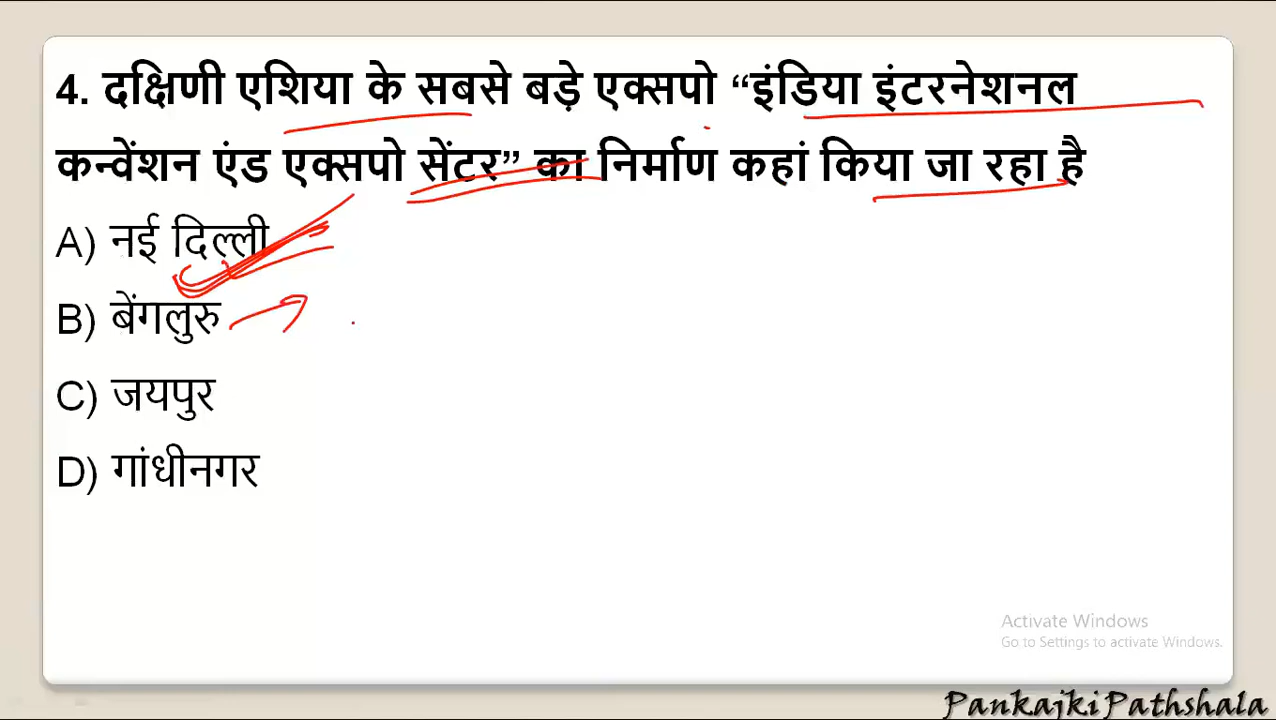 4. दक्षिणी एशिया के सबसे बड़े एक्सपो “इंडिया इंटरनेशनल
कन्वेंशन एंड एक्सपो सेंटर” का निर्माण कहां किया जा रहा है
A) नई दिल्ली
B) बेंगलुरु
C) जयपुर
D) गांधीनगर
Activate Windows
Go to Settings to activate Windows.
PankajkiPathshala